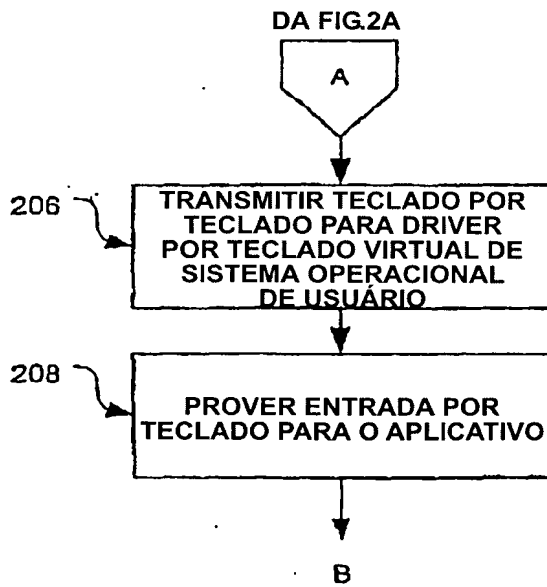 DA FIG.2A
A
206
TRANSMITIR TECLADO POR
TECLADO PARA DRIVER
POR TECLADO VIRTUAL DE
SISTEMA OPERACIONAL
DE USUÁRIO
208
PROVER ENTRADA POR
TECLADO PARA O APLICATIVO
B